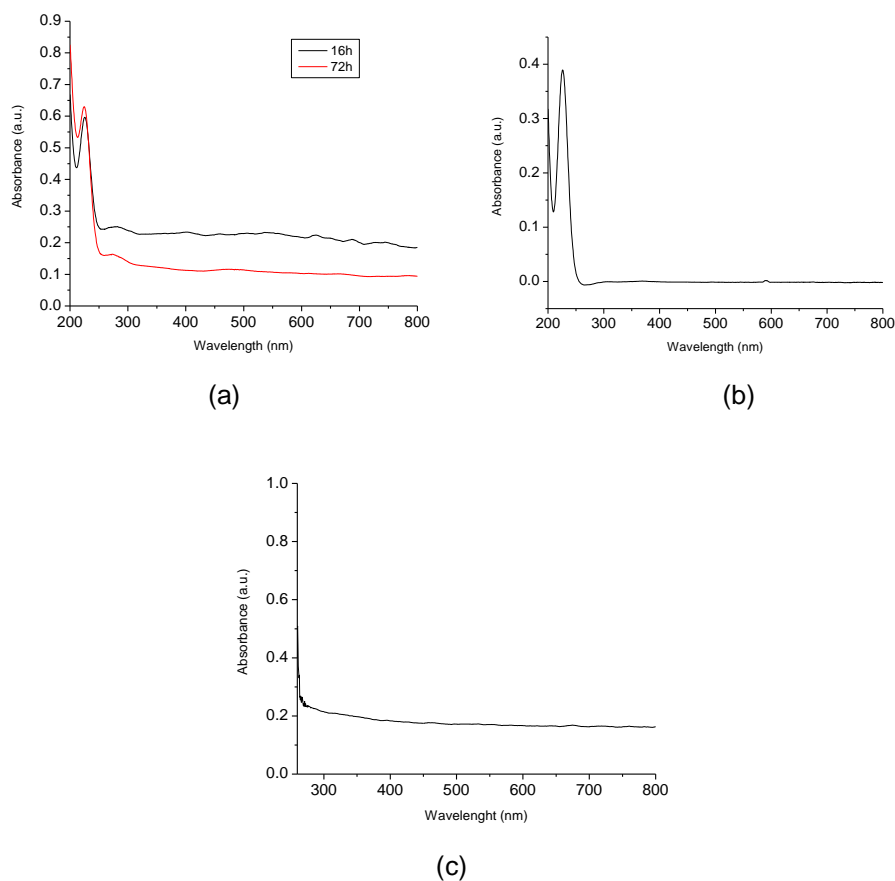 0.9
0.8
0.7
0.6
0.5
0.4
0.3
0.2
0.1
0.0
Absorbance (a.u.)
16h
72h
200 300 400 500 600 700 800
Wavelength (nm)
(a)
0.4
0.3
0.2
0.1
0.0
Absorbance (a.u.)
200 300 400 500 600 700 800
Wavelength (nm)
(b)
1.0
0.8
0.6
0.4
0.2
0.0
Absorbance (a.u.)
300 400 500 600 700 800
Wavelenght (nm)
(c)